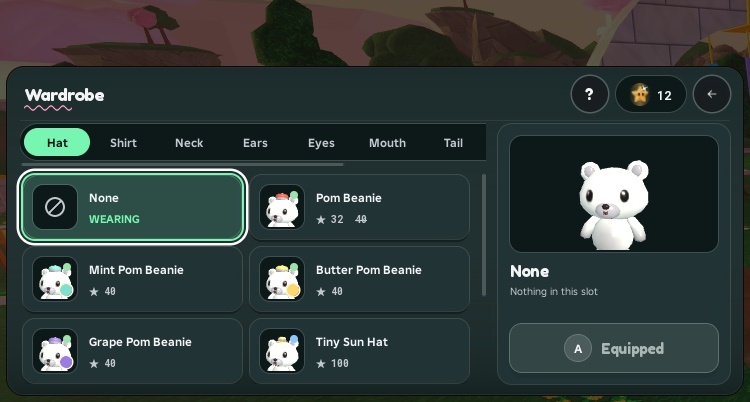 Wardrobe
?
12
←
Hat
Shirt
Neck
Ears
Eyes
Mouth
Tail
None
WEARING
Pom Beanie
★ 32 40
Mint Pom Beanie
★ 40
Butter Pom Beanie
★ 40
Grape Pom Beanie
★ 40
Tiny Sun Hat
★ 100
None
Nothing in this slot
A Equipped